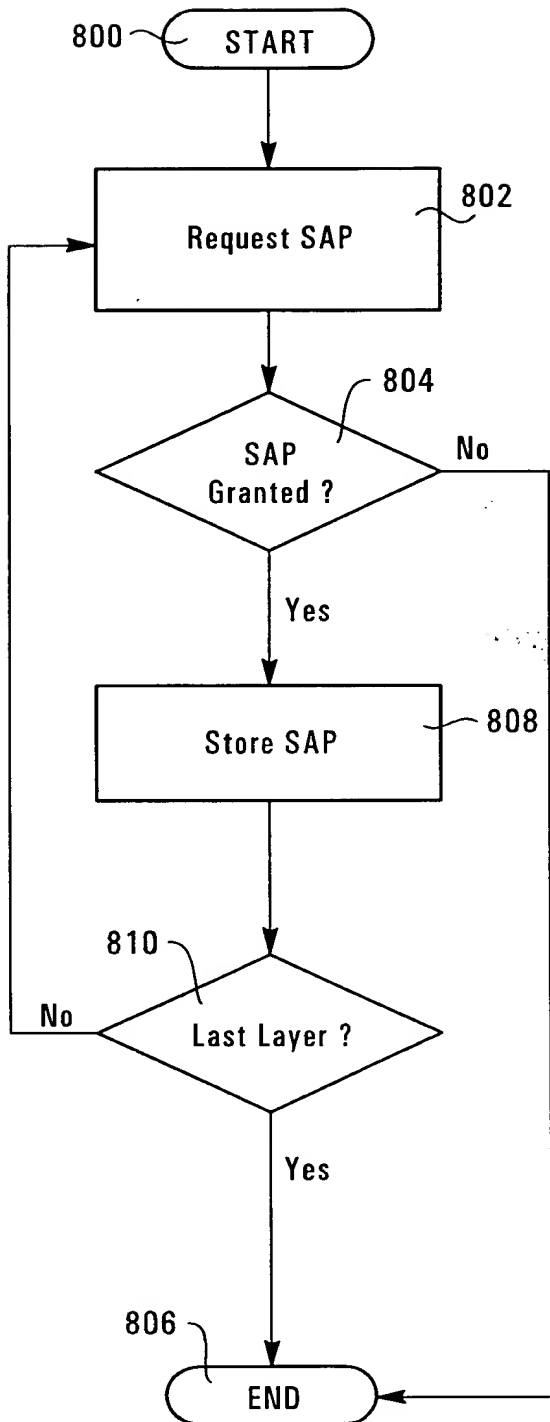 800
START
802
Request SAP
804
SAP
Granted ?
No
Yes
808
Store SAP
810
Last Layer ?
No
Yes
806
END